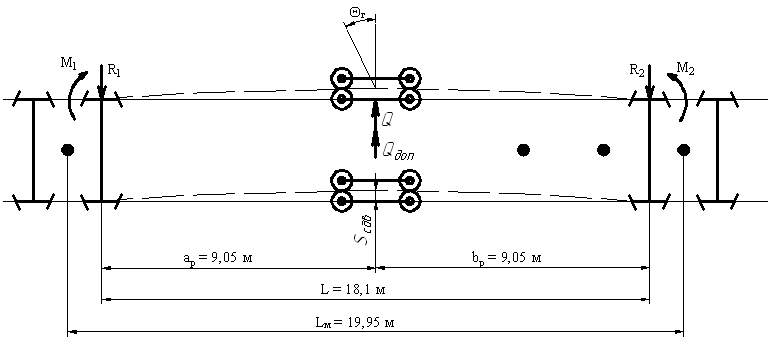 Θг
M1 R1 R2 M2
Q
Qдоп
Sсдв
ap = 9,05 м bp = 9,05 м
L = 18,1 м
Lм = 19,95 м